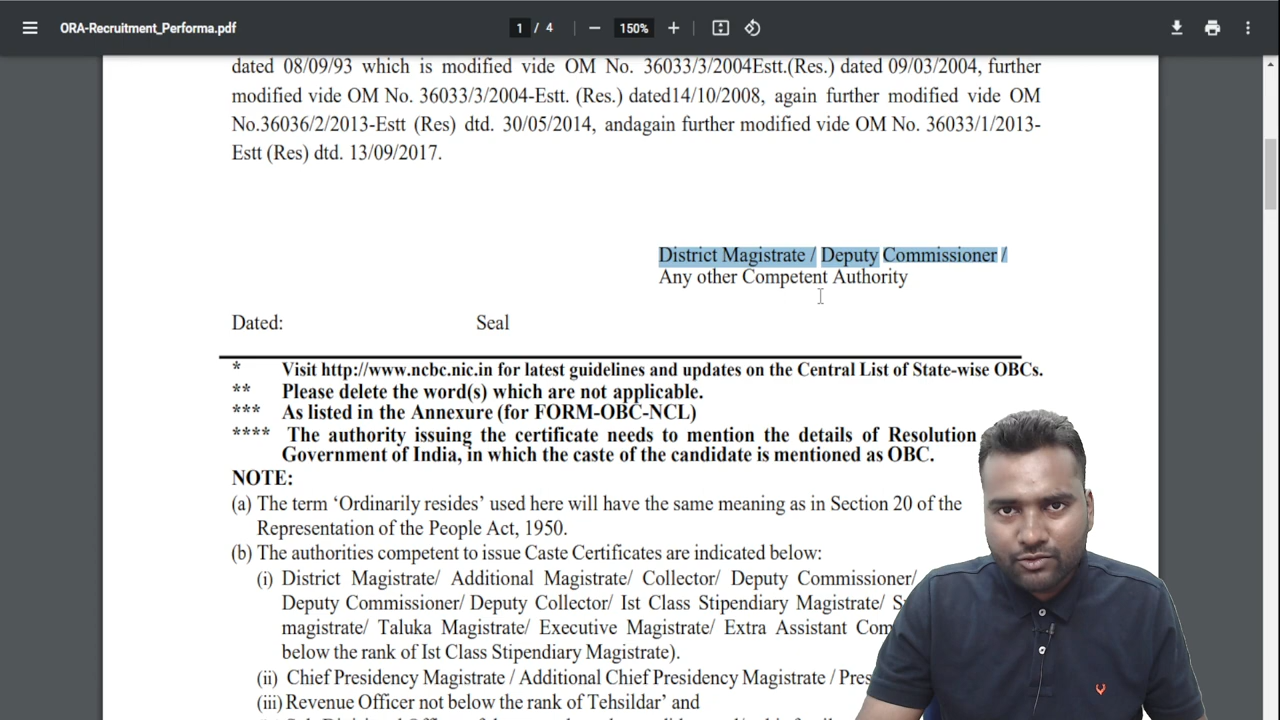 ORA-Recruitment_Performa.pdf
1 / 4
150%
dated 08/09/93 which is modified vide OM No. 36033/3/2004Estt.(Res.) dated 09/03/2004, further
modified vide OM No. 36033/3/2004-Estt. (Res.) dated14/10/2008, again further modified vide OM
No.36036/2/2013-Estt (Res) dtd. 30/05/2014, andagain further modified vide OM No. 36033/1/2013-
Estt (Res) dtd. 13/09/2017.
District Magistrate / Deputy Commissioner /
Any other Competent Authority
Dated: Seal
* Visit http://www.ncbc.nic.in for latest guidelines and updates on the Central List of State-wise OBCs.
** Please delete the word(s) which are not applicable.
*** As listed in the Annexure (for FORM-OBC-NCL)
**** The authority issuing the certificate needs to mention the details of Resolution
Government of India, in which the caste of the candidate is mentioned as OBC.
NOTE:
(a) The term ‘Ordinarily resides’ used here will have the same meaning as in Section 20 of the
Representation of the People Act, 1950.
(b) The authorities competent to issue Caste Certificates are indicated below:
(i) District Magistrate/ Additional Magistrate/ Collector/ Deputy Commissioner/
Deputy Commissioner/ Deputy Collector/ Ist Class Stipendiary Magistrate/
magistrate/ Taluka Magistrate/ Executive Magistrate/ Extra Assistant
below the rank of Ist Class Stipendiary Magistrate).
(ii) Chief Presidency Magistrate / Additional Chief Presidency Magistrate /
(iii) Revenue Officer not below the rank of Tehsildar’ and